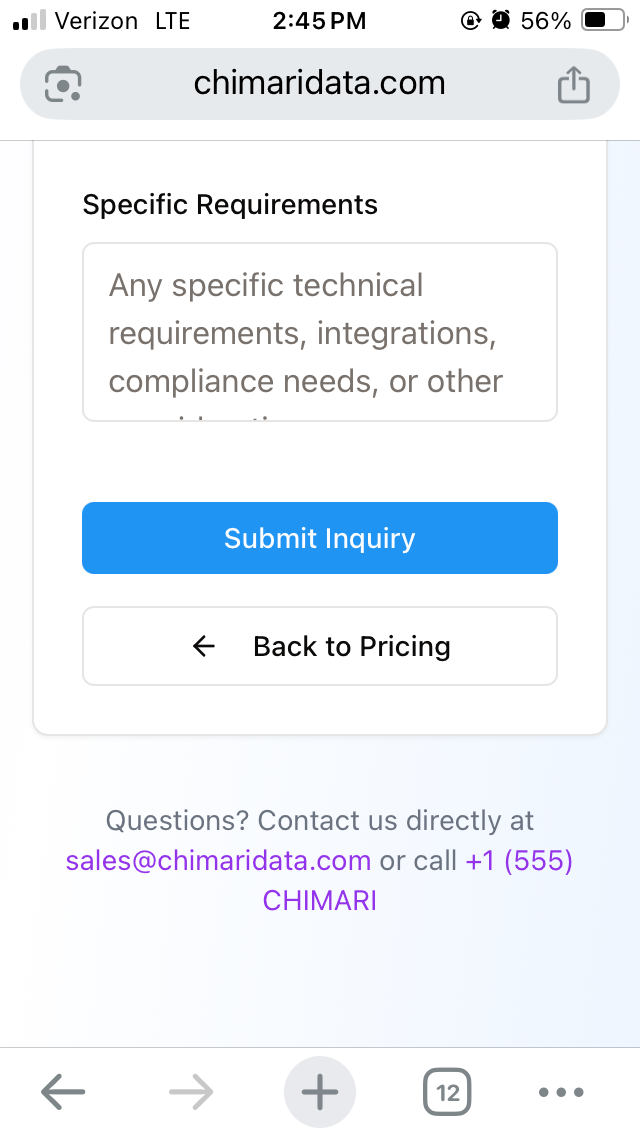 Verizon LTE 2:45 PM 56%
chimaridata.com
Specific Requirements
Any specific technical
requirements, integrations,
compliance needs, or other
Submit Inquiry
← Back to Pricing
Questions? Contact us directly at
sales@chimaridata.com or call +1 (555)
CHIMARI
12